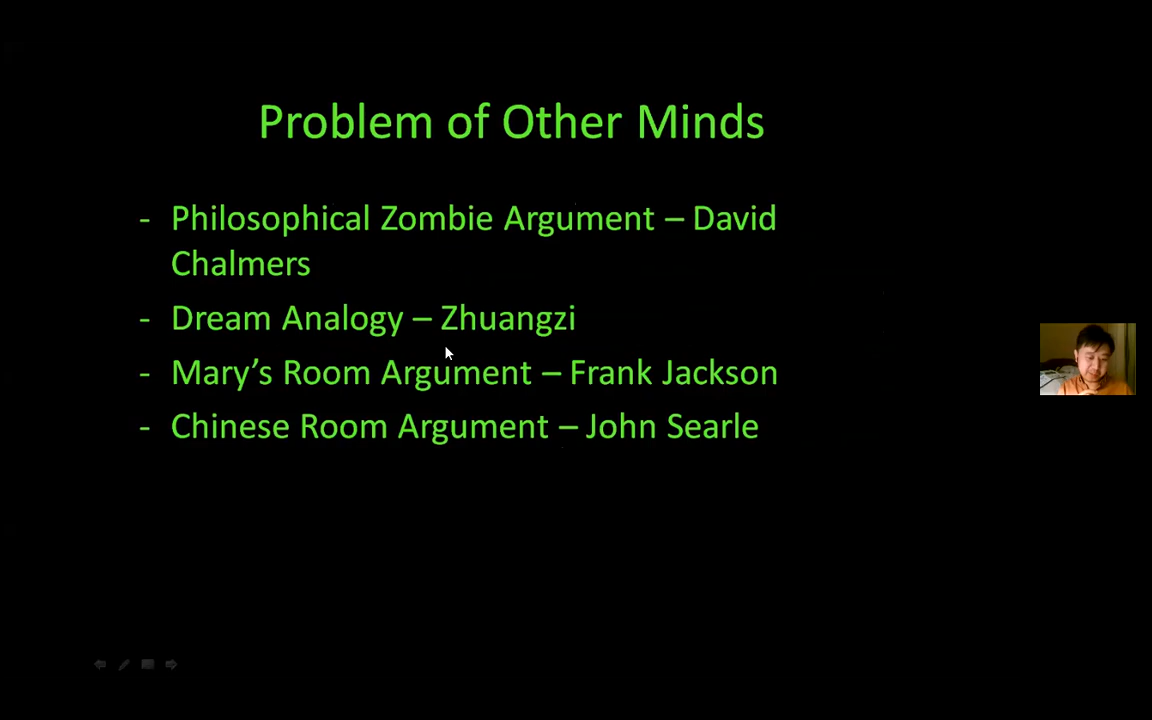 Problem of Other Minds
- Philosophical Zombie Argument – David
Chalmers
- Dream Analogy – Zhuangzi
- Mary’s Room Argument – Frank Jackson
- Chinese Room Argument – John Searle